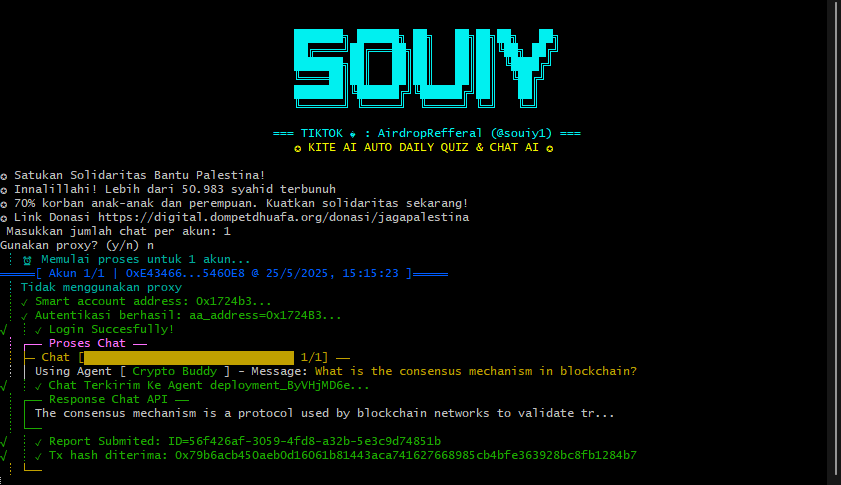 SOUIY
=== TIKTOK : AirdropRefferal (@souiy1) ===
✪ KITE AI AUTO DAILY QUIZ & CHAT AI ✪
✪ Satukan Solidaritas Bantu Palestina!
✪ Innalillahi! Lebih dari 50.983 syahid terbunuh
✪ 70% korban anak-anak dan perempuan. Kuatkan solidaritas sekarang!
✪ Link Donasi https://digital.dompetdhuafa.org/donasi/jagapalestina
Masukkan jumlah chat per akun: 1
Gunakan proxy? (y/n) n
Memulai proses untuk 1 akun...
[ Akun 1/1 | 0xE43466...5460E8 @ 25/5/2025, 15:15:23 ]
Tidak menggunakan proxy
✓ Smart account address: 0x1724b3...
✓ Autentikasi berhasil: aa_address=0x1724B3...
√ ✓ Login Succesfully!
Proses Chat
Chat [ 1/1]
Using Agent [ Crypto Buddy ] - Message: What is the consensus mechanism in blockchain?
√ ✓ Chat Terkirim Ke Agent deployment_ByVHjMD6e...
Response Chat API
The consensus mechanism is a protocol used by blockchain networks to validate tr...
√ ✓ Report Submited: ID=56f426af-3059-4fd8-a32b-5e3c9d74851b
√ ✓ Tx hash diterima: 0x79b6acb450aeb0d16061b81443aca741627668985cb4bfe363928bc8fb1284b7